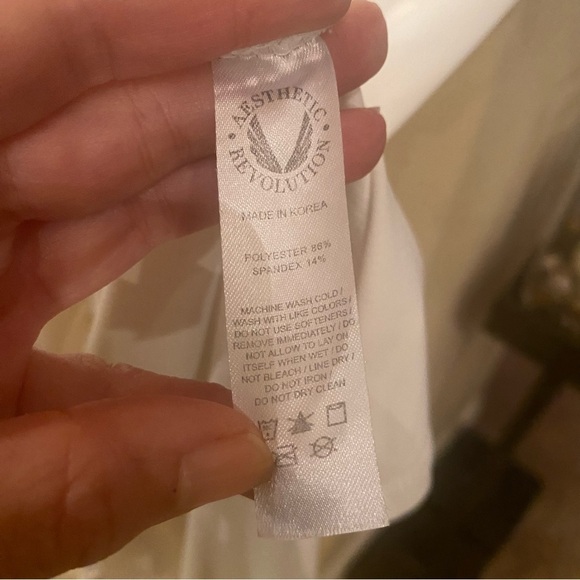 • AESTHETIC •
REVOLUTION
MADE IN KOREA
POLYESTER 86%
SPANDEX 14%
MACHINE WASH COLD /
WASH WITH LIKE COLORS /
DO NOT USE SOFTENERS /
REMOVE IMMEDIATELY / DO
NOT ALLOW TO LAY ON
ITSELF WHEN WET / DO
NOT BLEACH / LINE DRY /
DO NOT IRON /
DO NOT DRY CLEAN